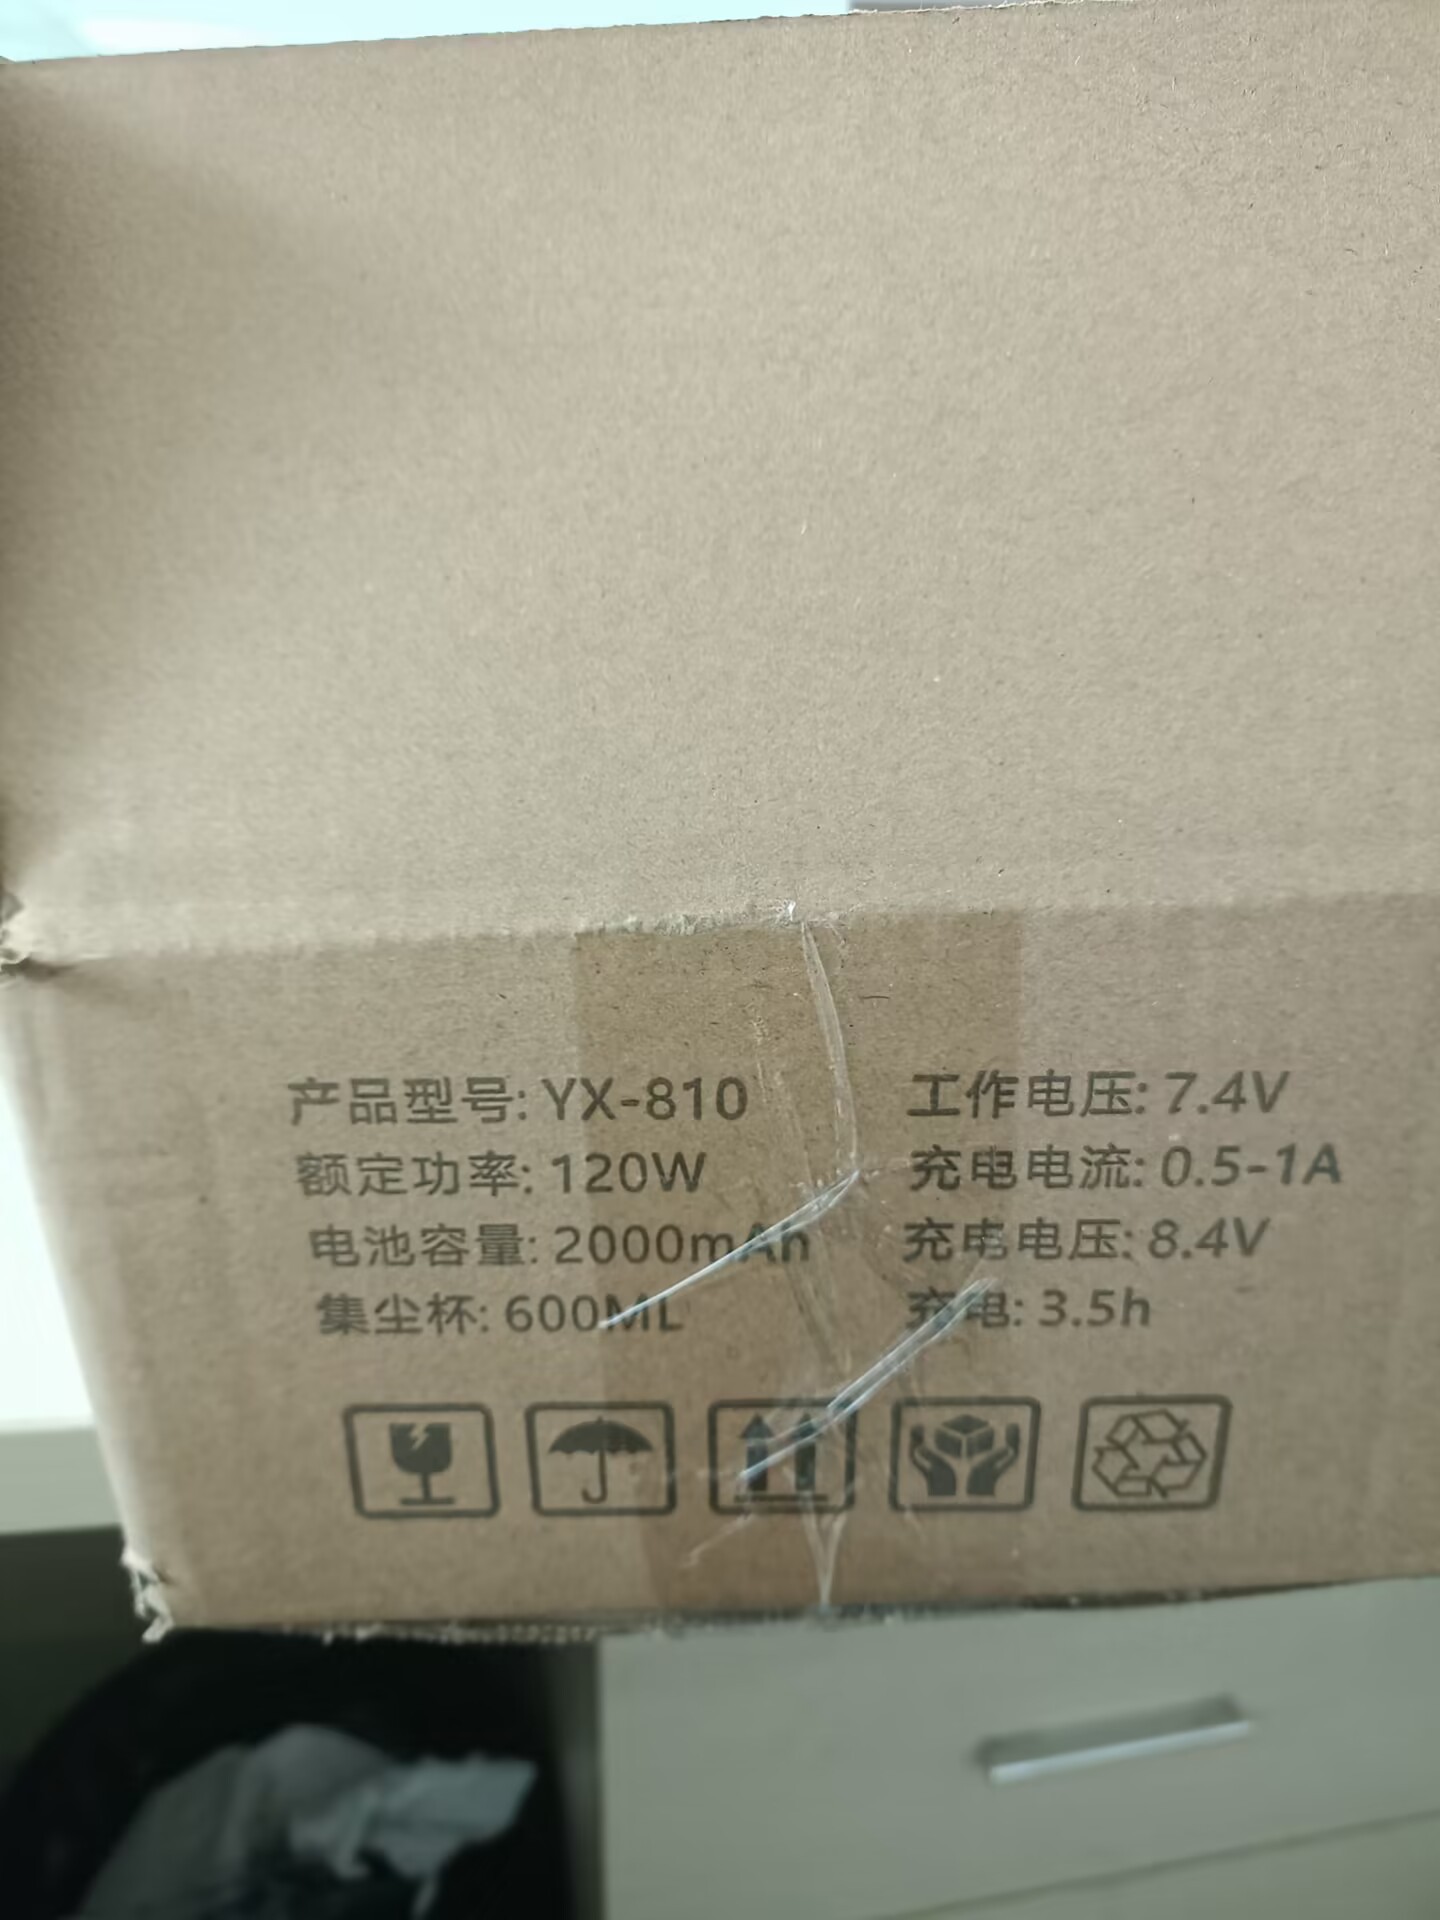 产品型号: YX-810
额定功率: 120W
电池容量: 2000mAh
集尘杯: 600ML
工作电压: 7.4V
充电电流: 0.5-1A
充电电压: 8.4V
充电: 3.5h